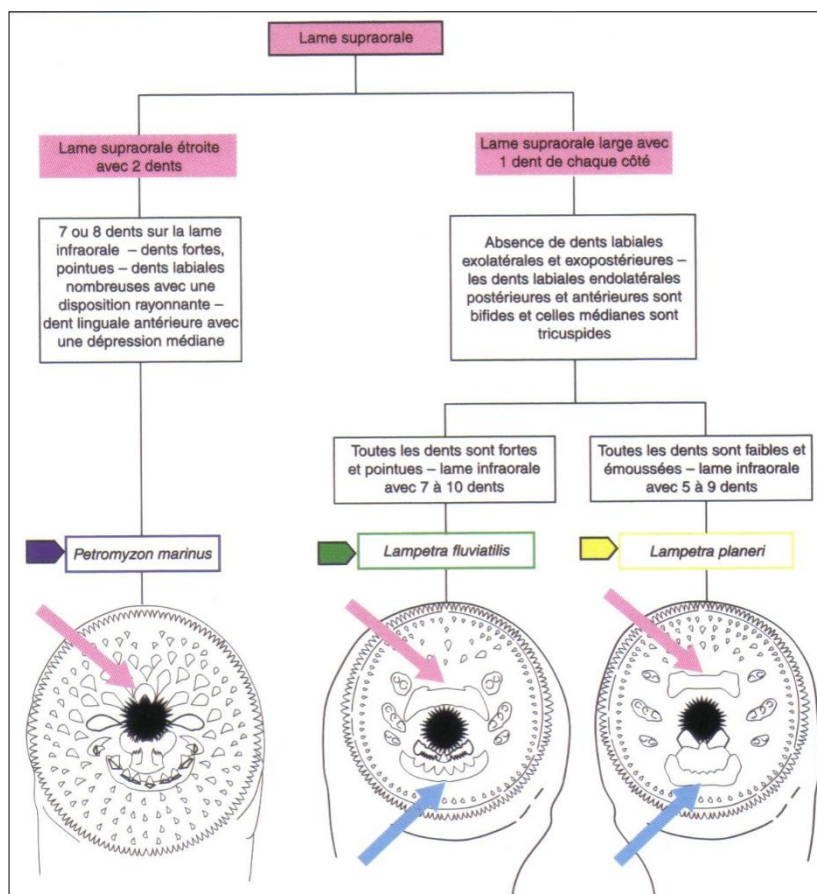 Lame supraorale
Lame supraorale étroite
avec 2 dents
Lame supraorale large avec
1 dent de chaque côté
7 ou 8 dents sur la lame
infraorale – dents fortes,
pointues – dents labiales
nombreuses avec une
disposition rayonnante –
dent linguale antérieure avec
une dépression médiane
Absence de dents labiales
exolatérales et exopostérieures –
les dents labiales endolatérales
postérieures et antérieures sont
bifides et celles médianes sont
tricuspides
Toutes les dents sont fortes
et pointues – lame infraorale
avec 7 à 10 dents
Toutes les dents sont faibles et
émoussées – lame infraorale
avec 5 à 9 dents
Petromyzon marinus
Lampetra fluviatilis
Lampetra planeri